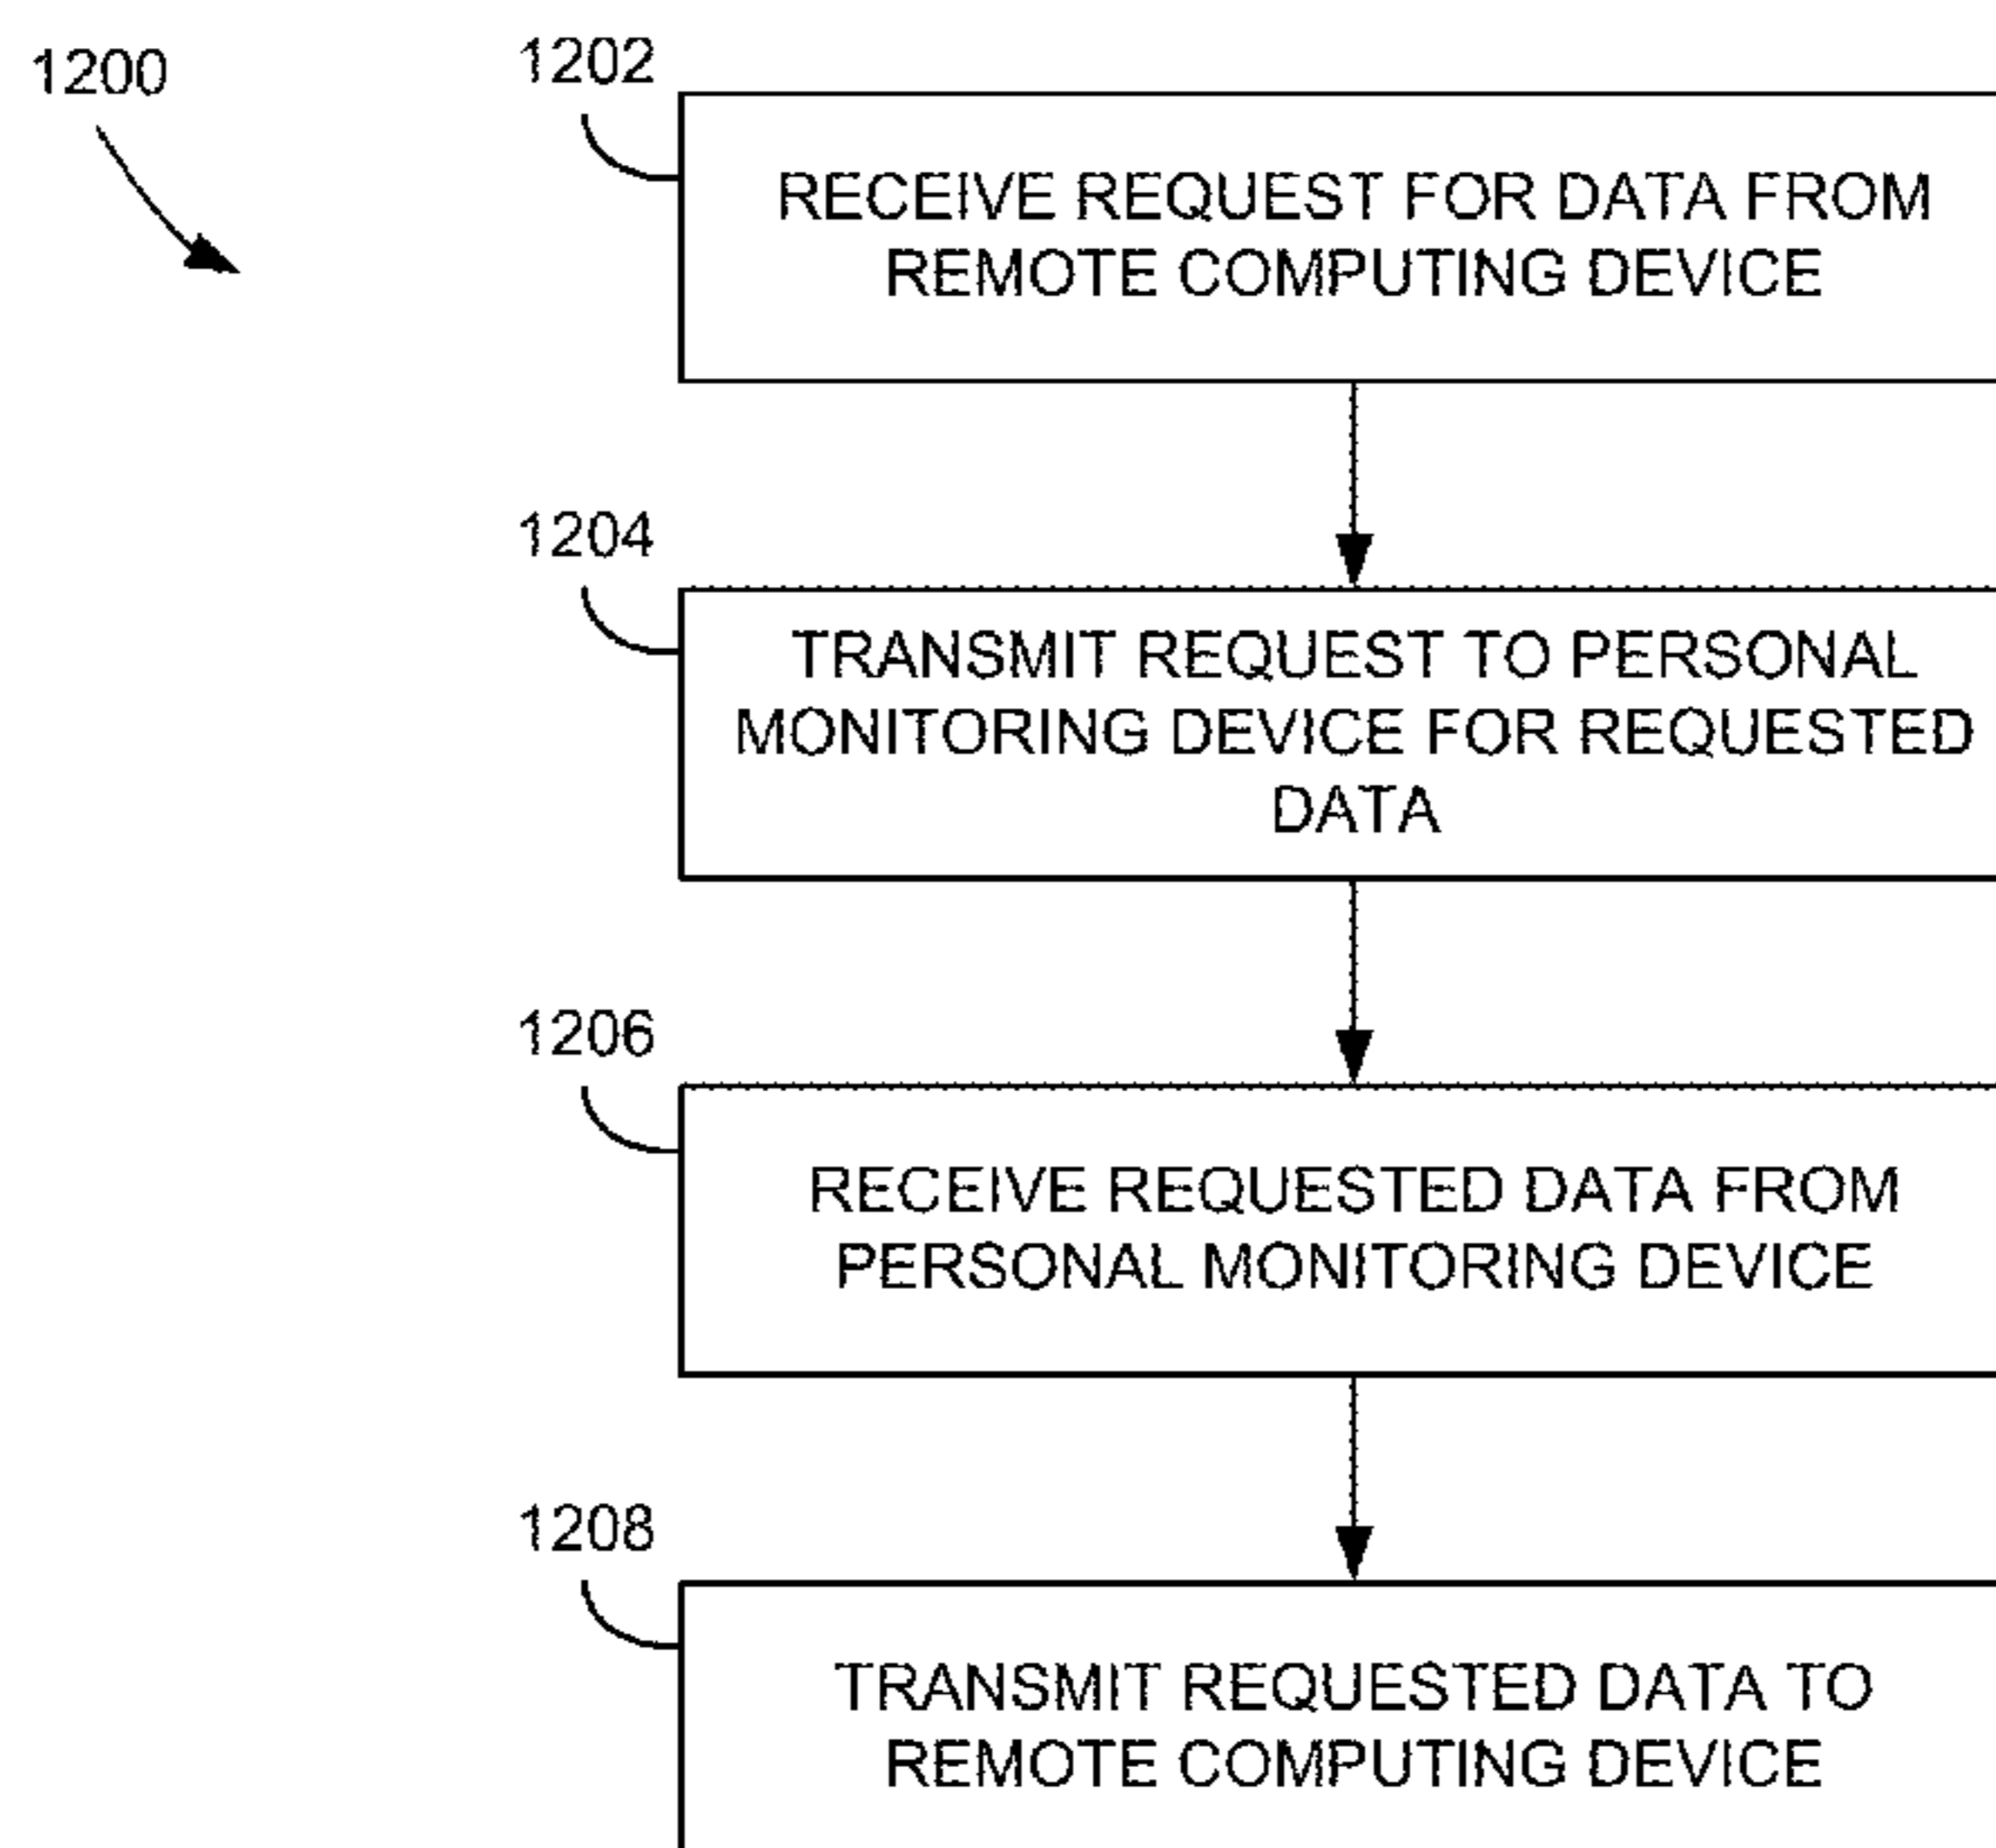 1200
1202
RECEIVE REQUEST FOR DATA FROM
REMOTE COMPUTING DEVICE
1204
TRANSMIT REQUEST TO PERSONAL
MONITORING DEVICE FOR REQUESTED
DATA
1206
RECEIVE REQUESTED DATA FROM
PERSONAL MONITORING DEVICE
1208
TRANSMIT REQUESTED DATA TO
REMOTE COMPUTING DEVICE